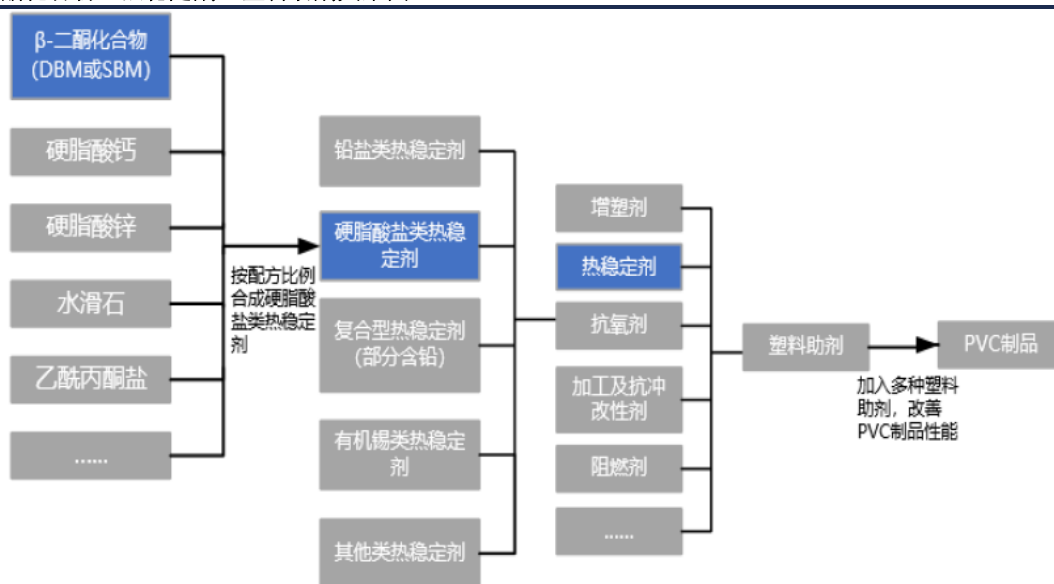 β-二酮化合物
(DBM或SBM)
硬脂酸钙
硬脂酸锌
水滑石
乙酰丙酮盐
......
按配方比例
合成硬脂酸
盐类热稳定
剂
铅盐类热稳定剂
硬脂酸盐类热稳
定剂
复合型热稳定剂
(部分含铅)
有机锡类热稳定
剂
其他类热稳定剂
增塑剂
热稳定剂
抗氧剂
加工及抗冲
改性剂
阻燃剂
......
塑料助剂
加入多种塑料
助剂，改善
PVC制品性能
PVC制品